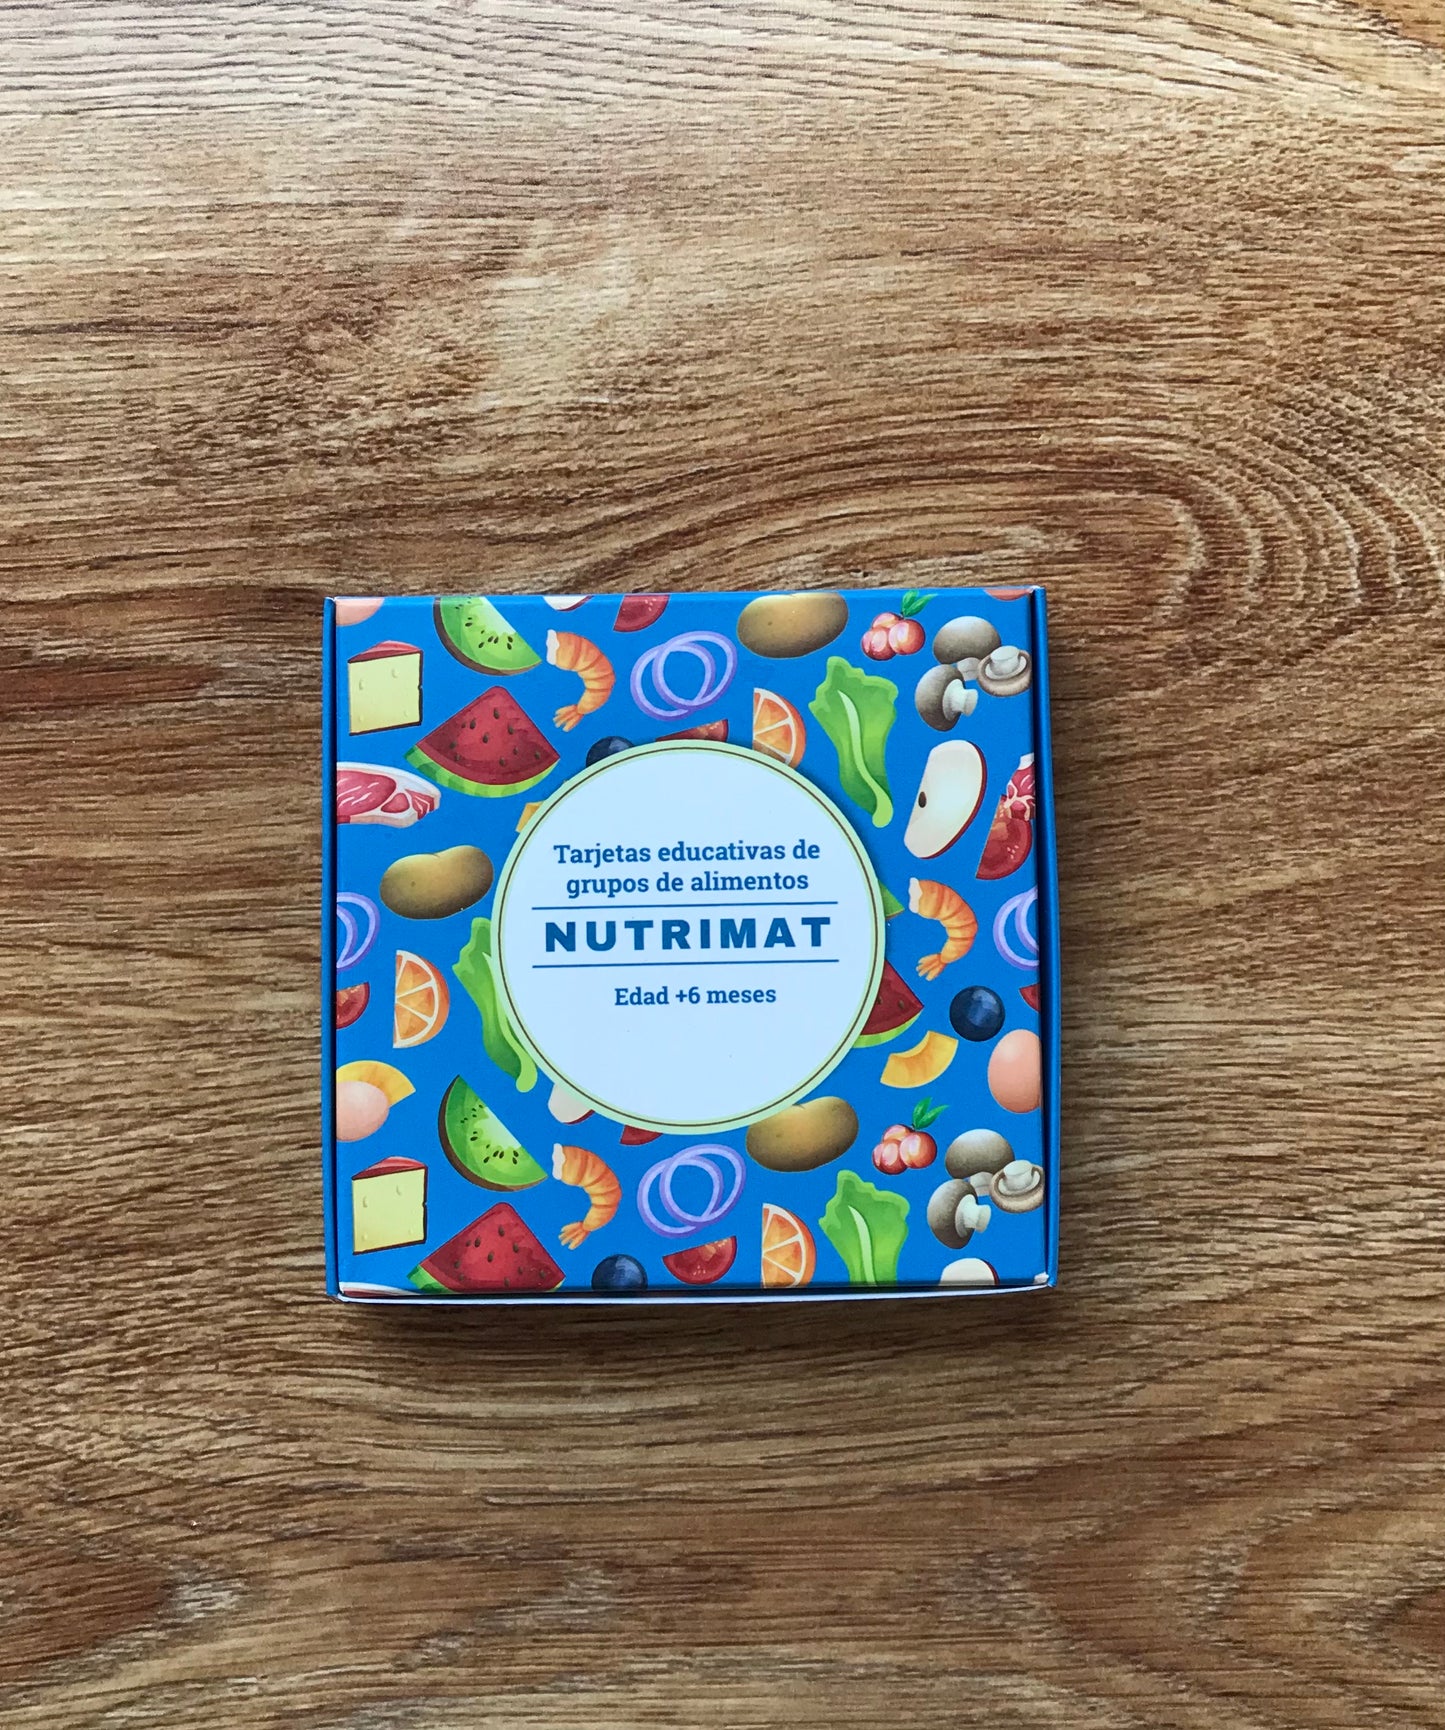 Tarjetas educativas de
grupos de alimentos
NUTRIMAT
Edad +6 meses